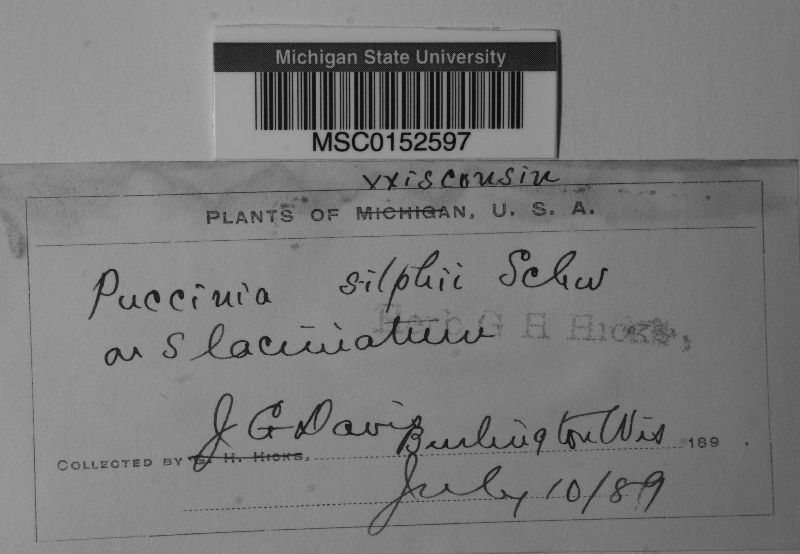 Michigan State University
MSC0152597
Wisconsin
PLANTS OF MICHIGAN, U. S. A.
Puccinia silphii Schw
Herb G H Hicks,
on S laciniatum
J G Davis Burlington Wis
COLLECTED BY G. H. HICKS, 189 .
July 10/89